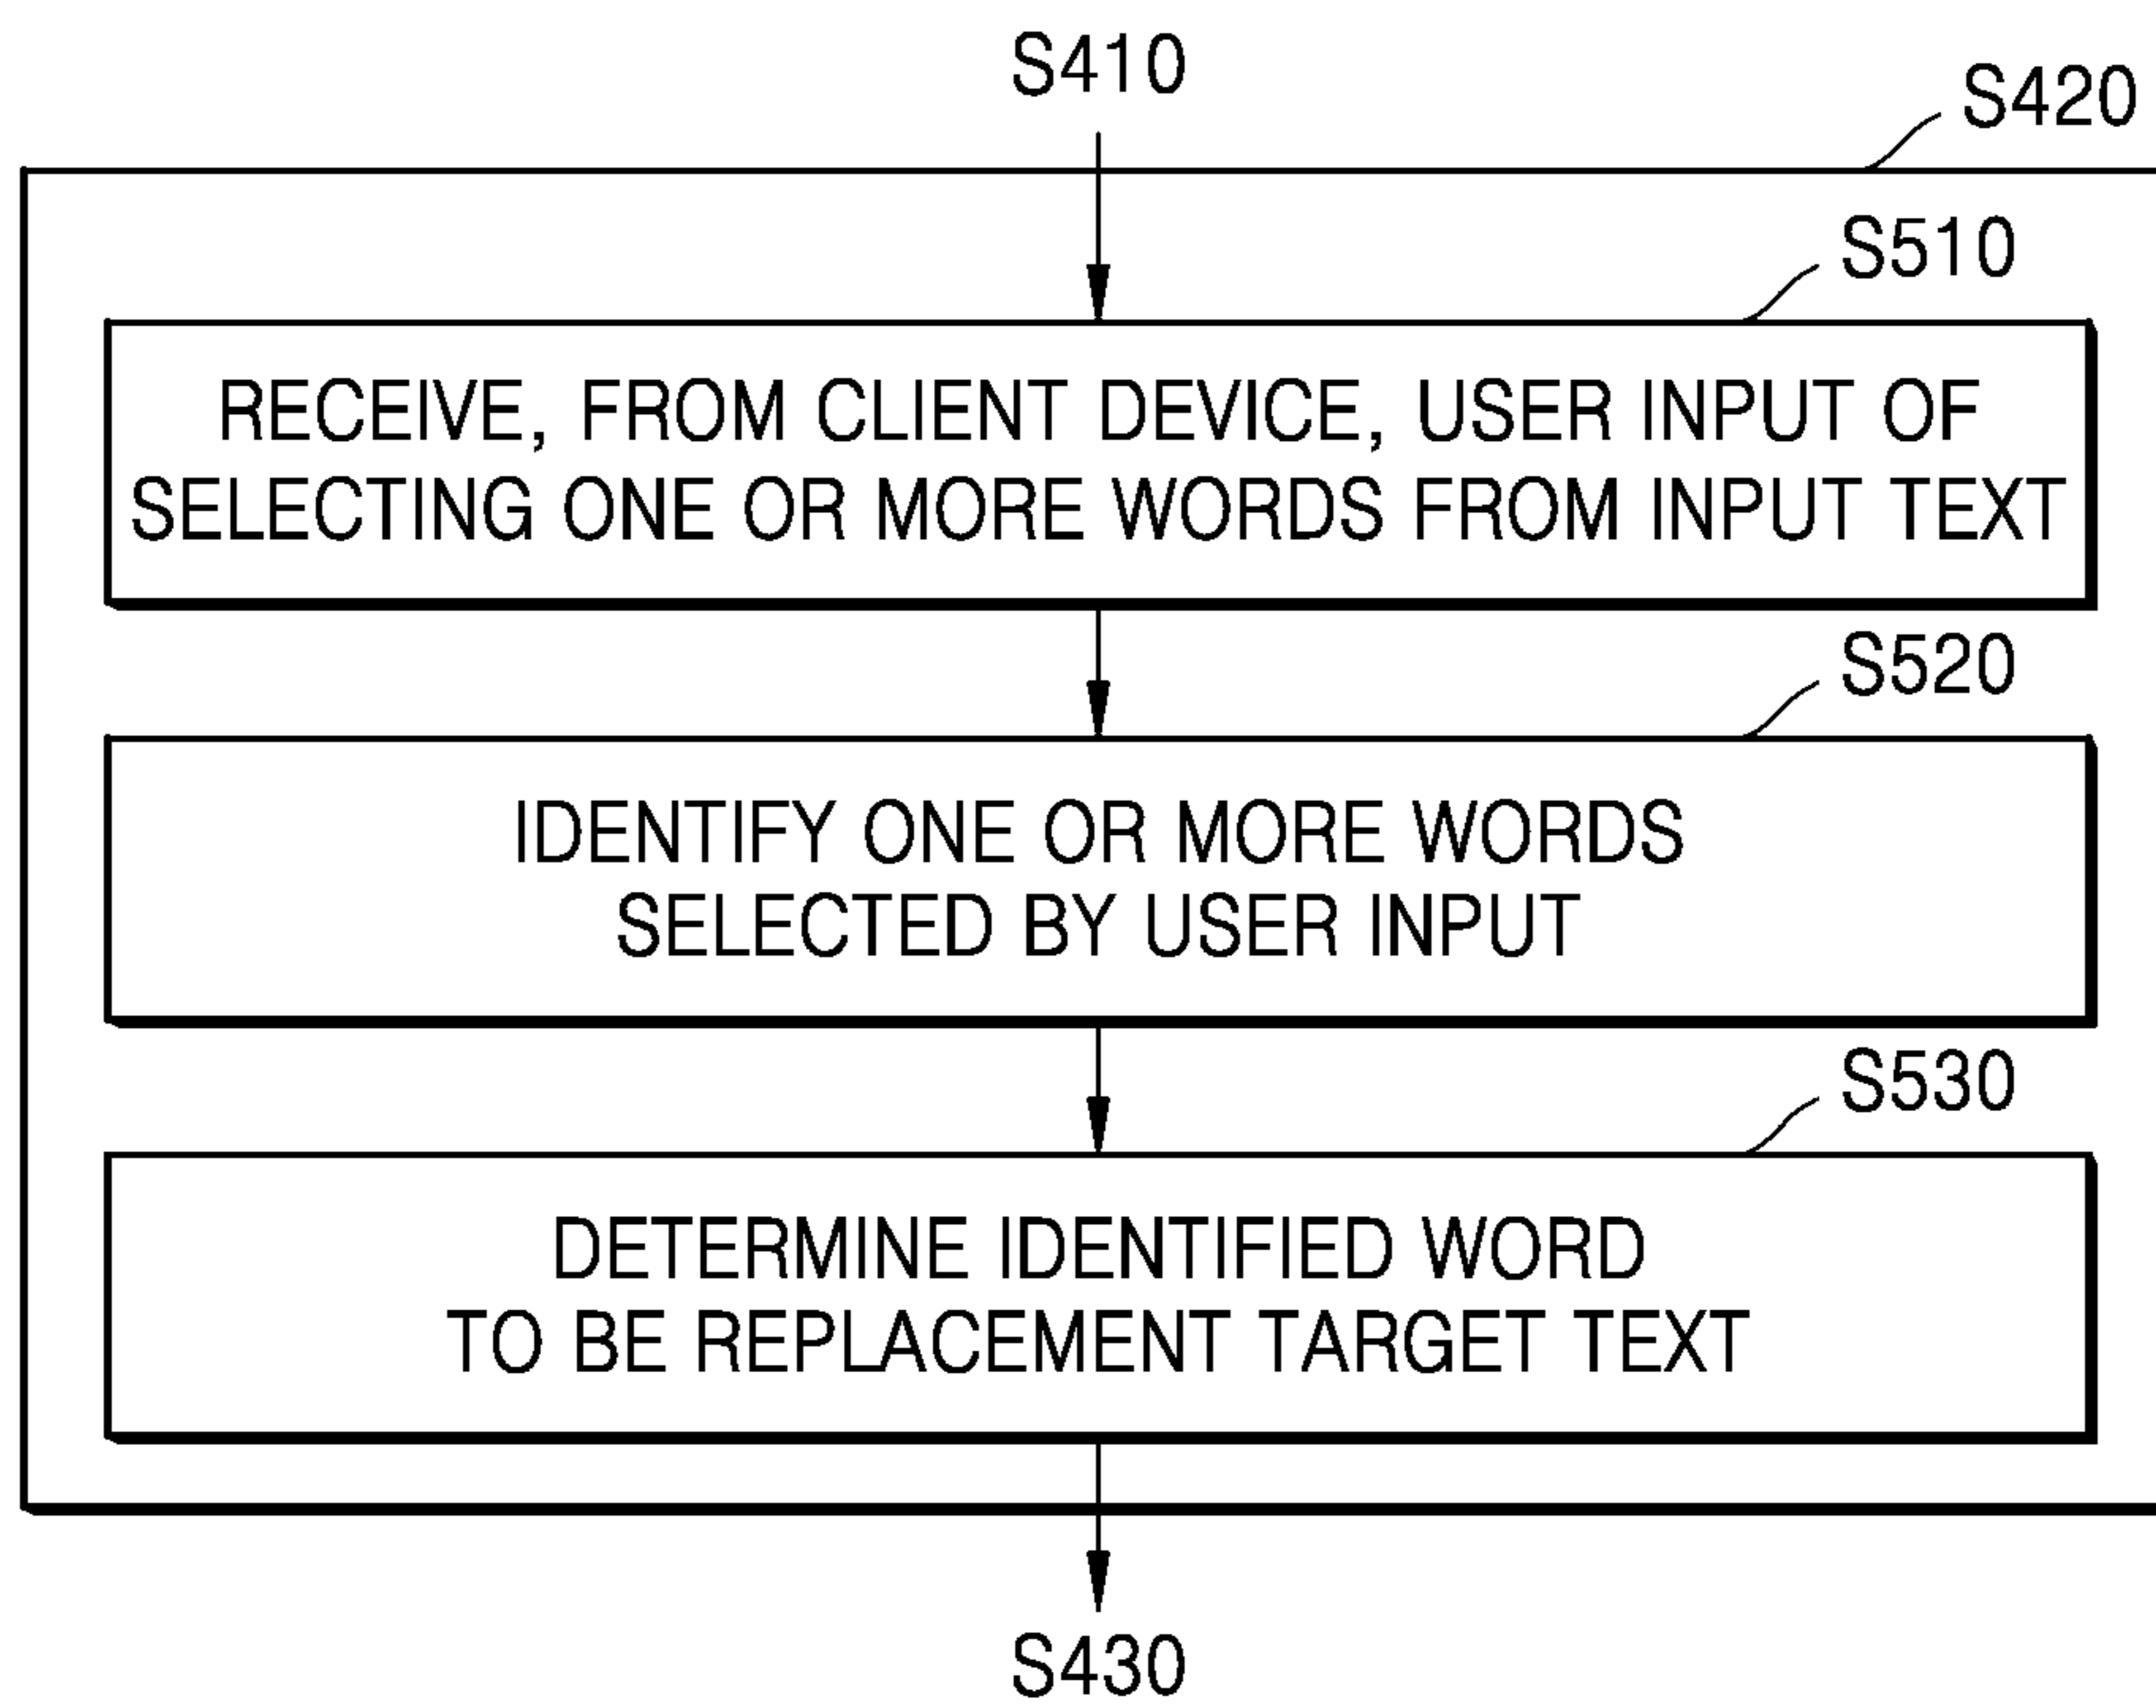 S410
S420
S510
RECEIVE, FROM CLIENT DEVICE, USER INPUT OF
SELECTING ONE OR MORE WORDS FROM INPUT TEXT
S520
IDENTIFY ONE OR MORE WORDS
SELECTED BY USER INPUT
S530
DETERMINE IDENTIFIED WORD
TO BE REPLACEMENT TARGET TEXT
S430